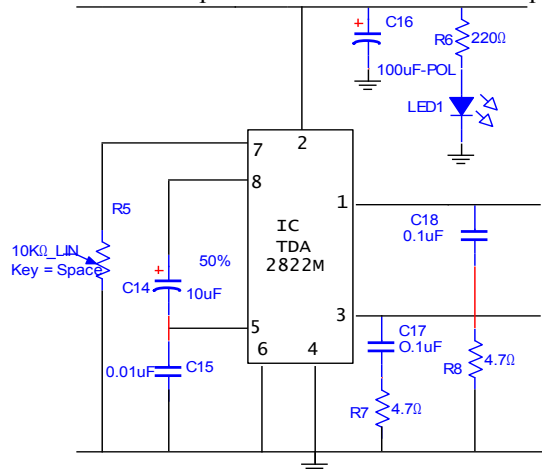 C16
+
100uF-POL
R6
220Ω
LED1
7
8
2
1
R5
IC
TDA
2822M
C18
0.1uF
10KΩ_LIN
Key = Space
50%
+
C14
10uF
5
3
C17
O.1uF
0.01uF
C15
6
4
R8
4.7Ω
R7
4.7Ω